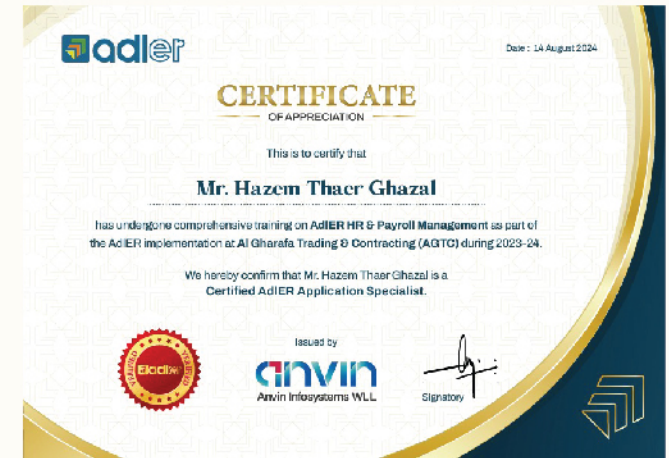 adlER
Date : 14 August 2024
CERTIFICATE
OF APPRECIATION
This is to certify that
Mr. Hazem Thaer Ghazal
has undergone comprehensive training on AdlER HR & Payroll Management as part of
the AdlER implementation at Al Gharafa Trading & Contracting (AGTC) during 2023-24.
We hereby confirm that Mr. Hazem Thaer Ghazal is a
Certified AdlER Application Specialist.
VERIFIED
adlER
VERIFIED
Issued by
anvin
Anvin Infosystems WLL
Signatory